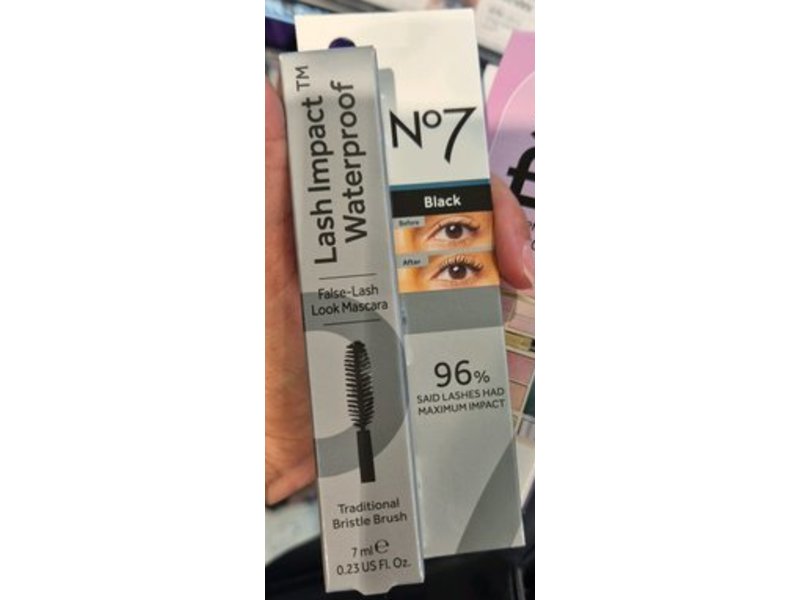 Lash Impact™
Waterproof
False-Lash
Look Mascara
Traditional
Bristle Brush
7 ml ℮
0.23 US Fl. Oz.
No7
Black
Before
After
96%
SAID LASHES HAD
MAXIMUM IMPACT